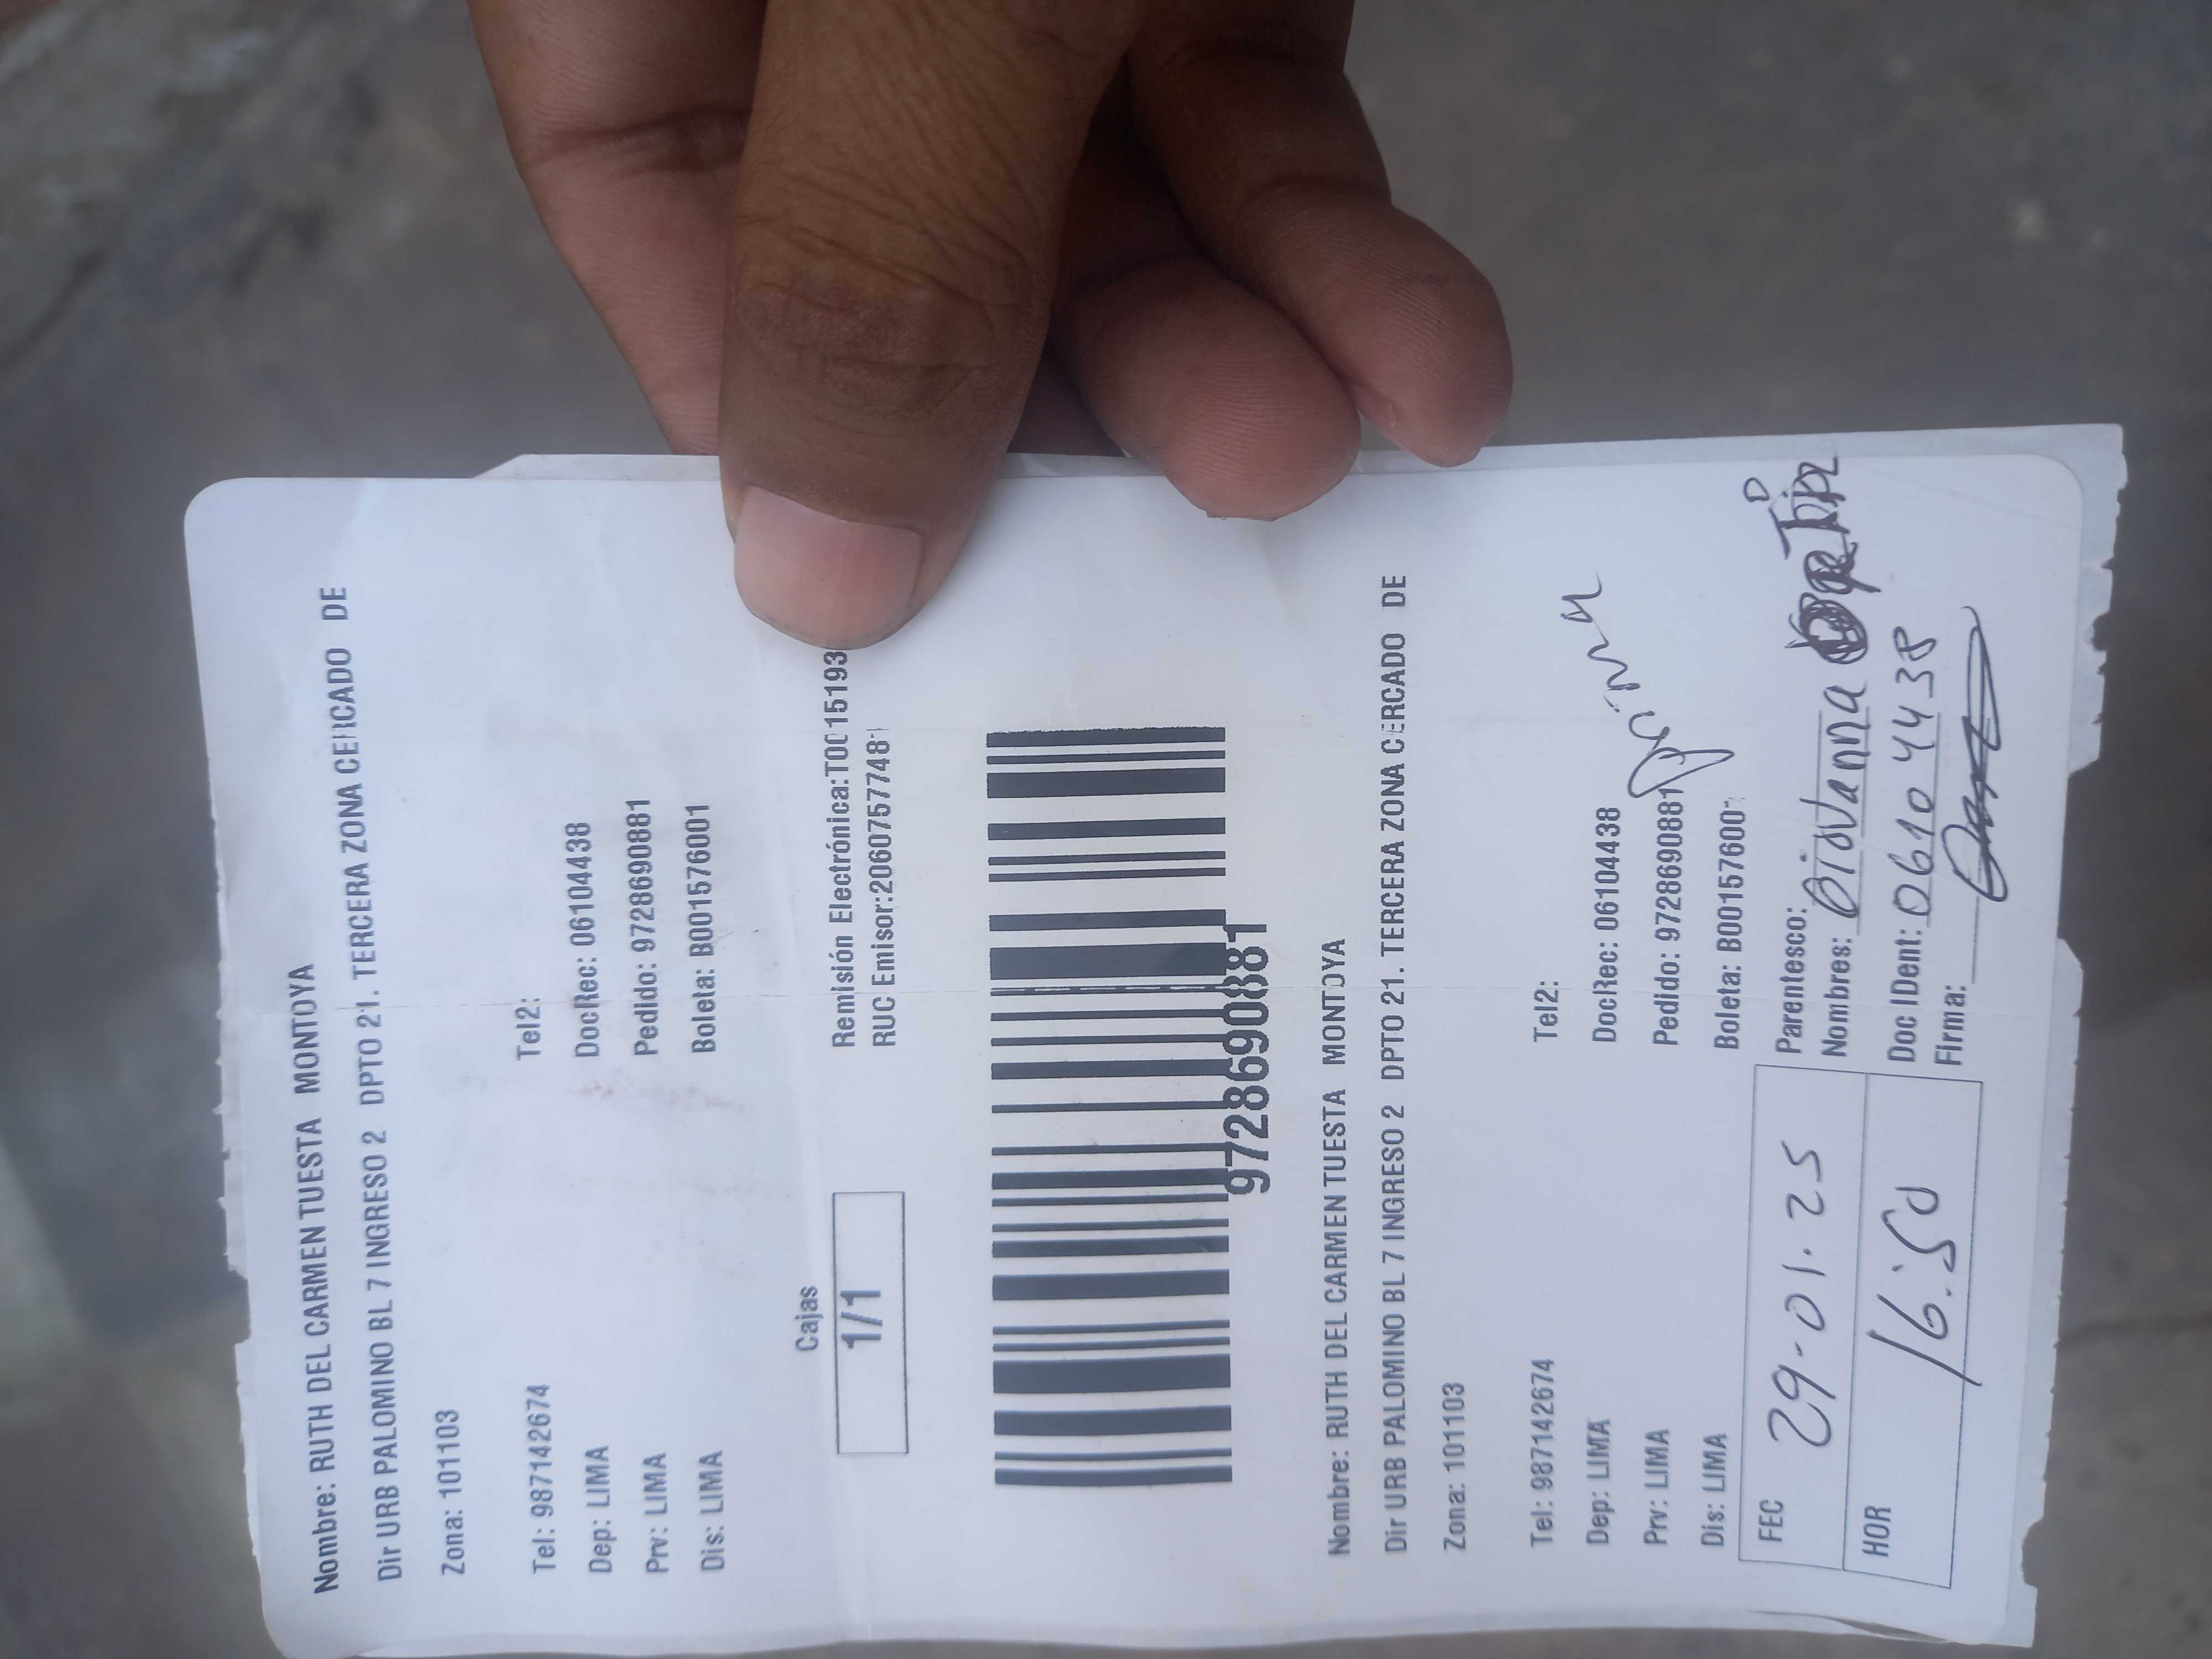 Nombre: RUTH DEL CARMEN TUESTA MONTOYA
Dir URB PALOMINO BL 7 INGRESO 2 DPTO 21. TERCERA ZONA CERCADO DE
Zona: 101103
Tel: 987142674 Tel2:
Dep: LIMA DocRec: 06104438
Prv: LIMA Pedido: 97286908881
Dis: LIMA Boleta: B001576001
Cajas
1/1
Remisión Electrónica:T0015193
RUC Emisor:2060757748
97286908881
Nombre: RUTH DEL CARMEN TUESTA MONTOYA
Dir URB PALOMINO BL 7 INGRESO 2 DPTO 21. TERCERA ZONA CERCADO DE
Zona: 101103
Tel: 987142674 Tel2:
Dep: LIMA DocRec: 06104438
Prv: LIMA Pedido: 97286908881
Dis: LIMA Boleta: B001576001
FEC 29-01.25
HOR 16:50
Parentesco:
Nombres: Giovanna
Doc IDent: 06104438
Firma: